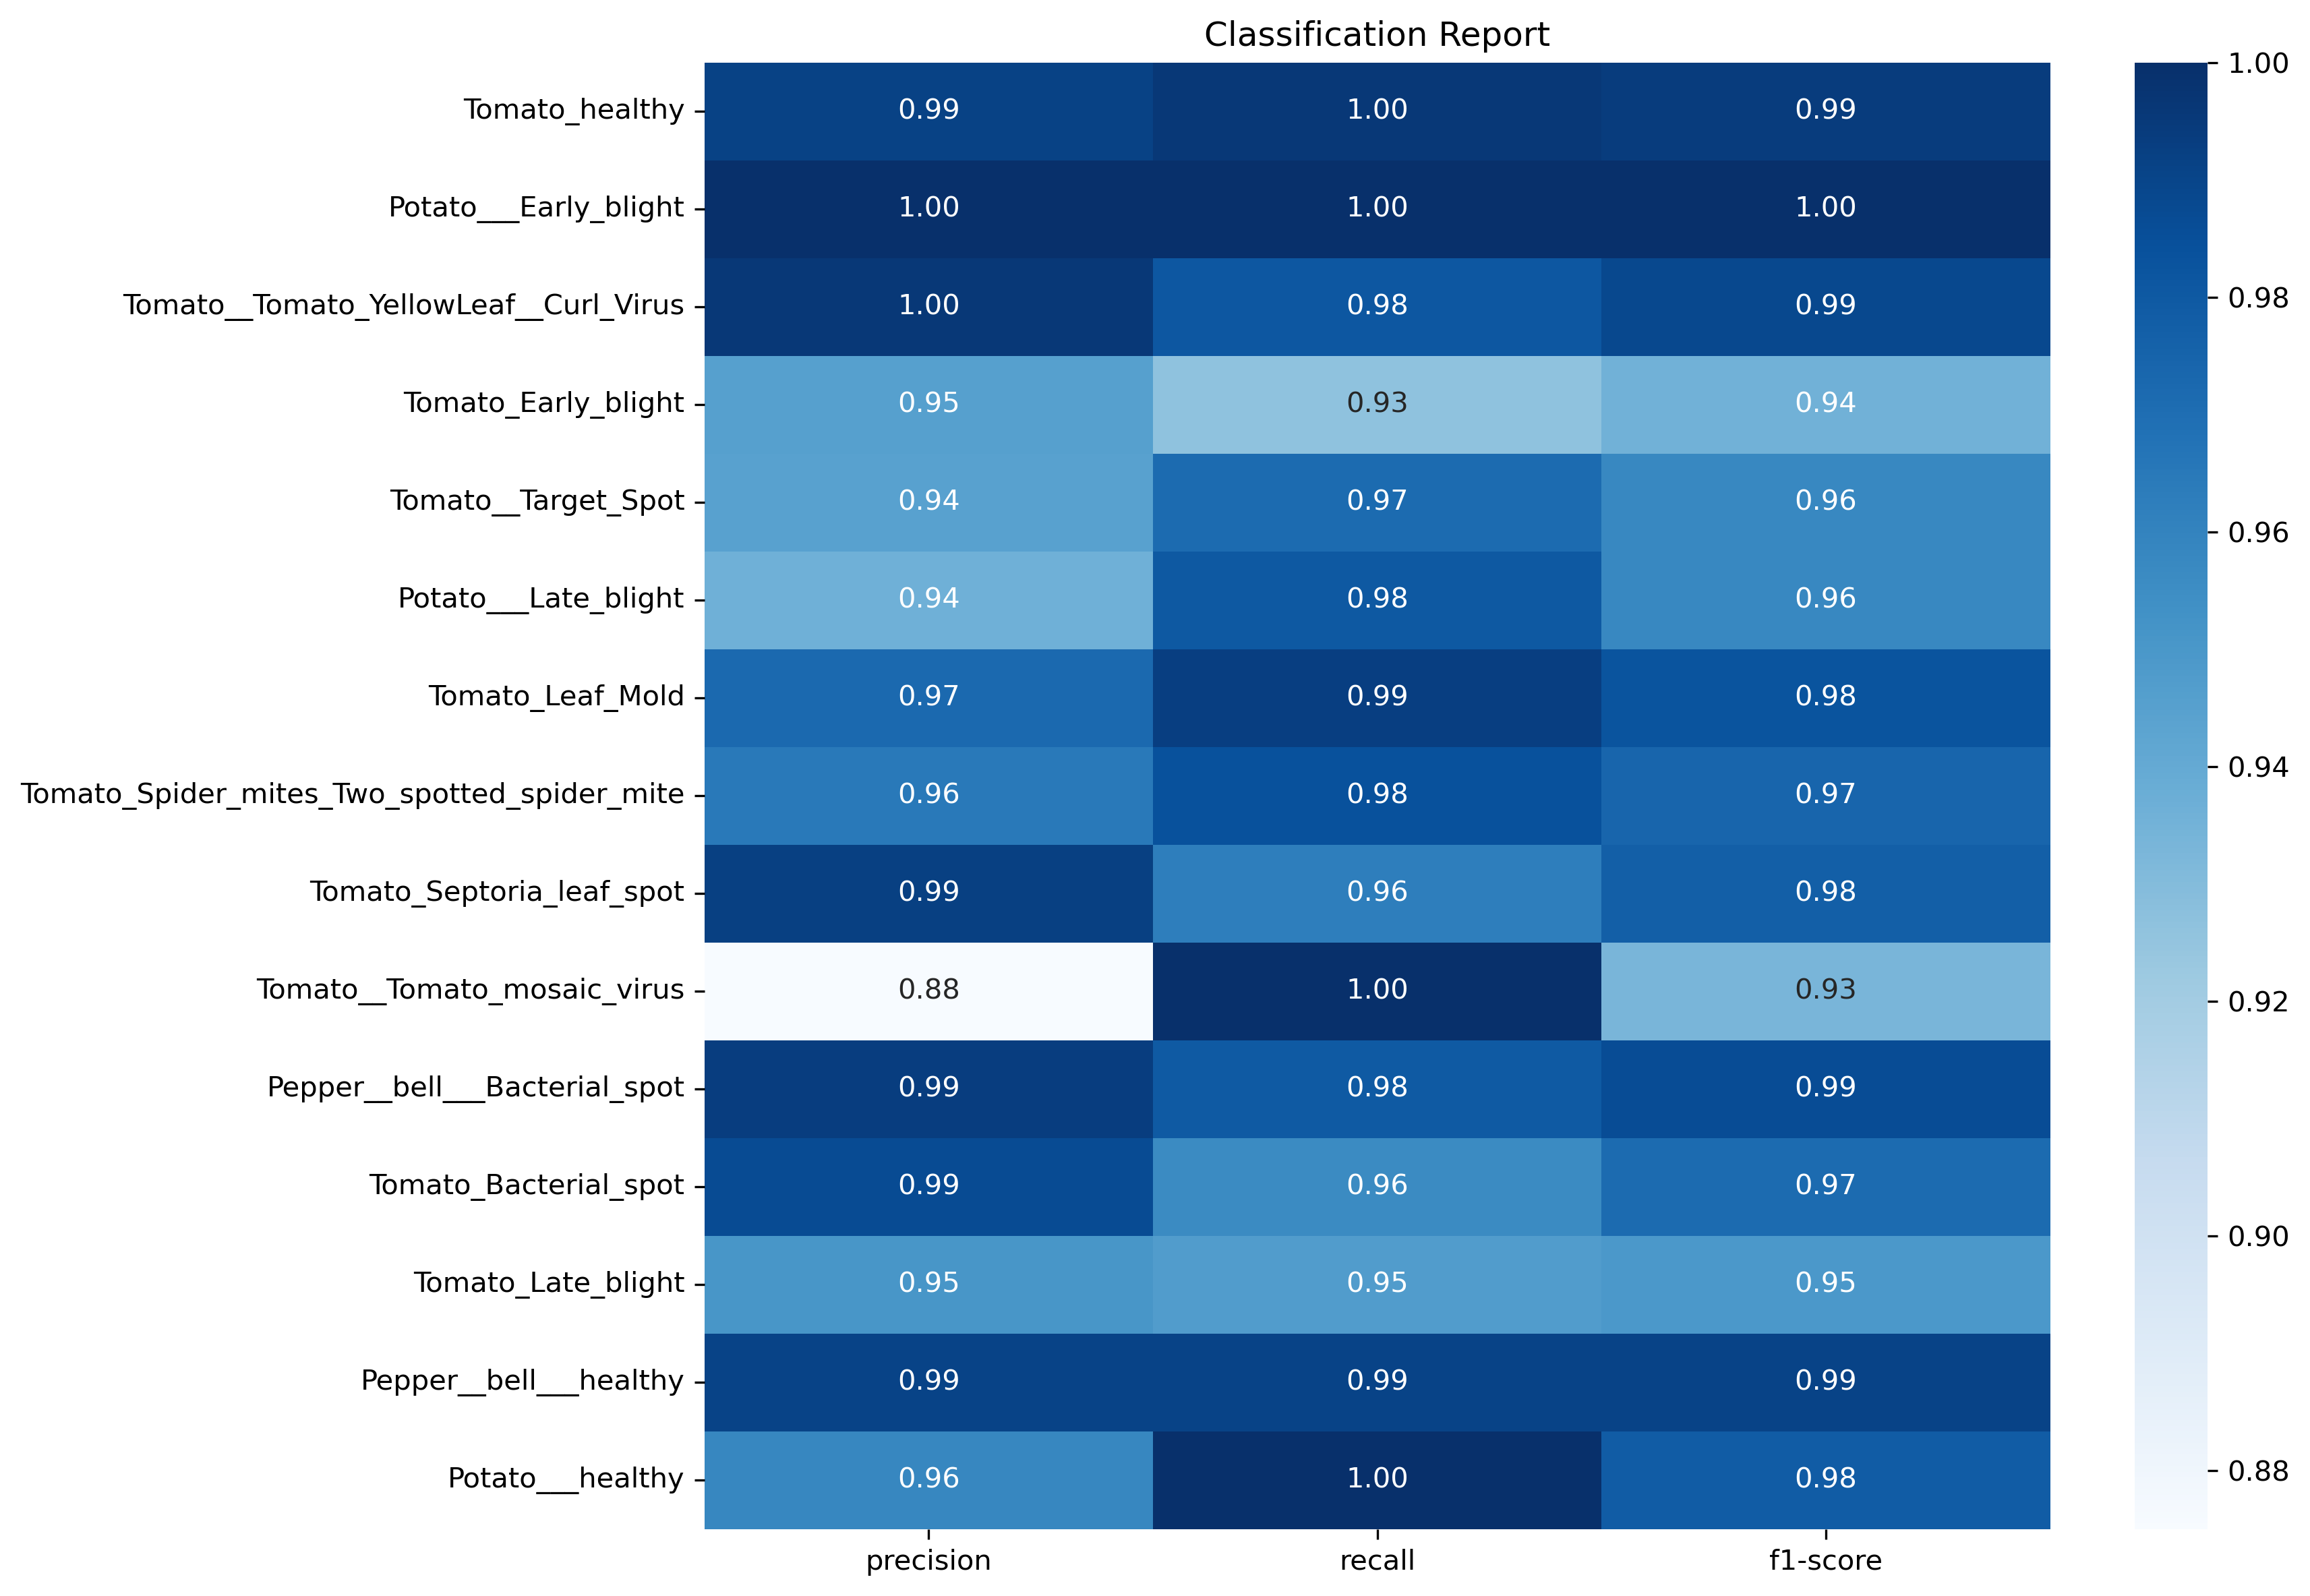 Classification Report
Tomato_healthy 0.99 1.00 0.99
Potato___Early_blight 1.00 1.00 1.00
Tomato__Tomato_YellowLeaf__Curl_Virus 1.00 0.98 0.99
Tomato_Early_blight 0.95 0.93 0.94
Tomato__Target_Spot 0.94 0.97 0.96
Potato___Late_blight 0.94 0.98 0.96
Tomato_Leaf_Mold 0.97 0.99 0.98
Tomato_Spider_mites_Two_spotted_spider_mite 0.96 0.98 0.97
Tomato_Septoria_leaf_spot 0.99 0.96 0.98
Tomato__Tomato_mosaic_virus 0.88 1.00 0.93
Pepper__bell___Bacterial_spot 0.99 0.98 0.99
Tomato_Bacterial_spot 0.99 0.96 0.97
Tomato_Late_blight 0.95 0.95 0.95
Pepper__bell___healthy 0.99 0.99 0.99
Potato___healthy 0.96 1.00 0.98
precision recall f1-score
1.00
0.98
0.96
0.94
0.92
0.90
0.88